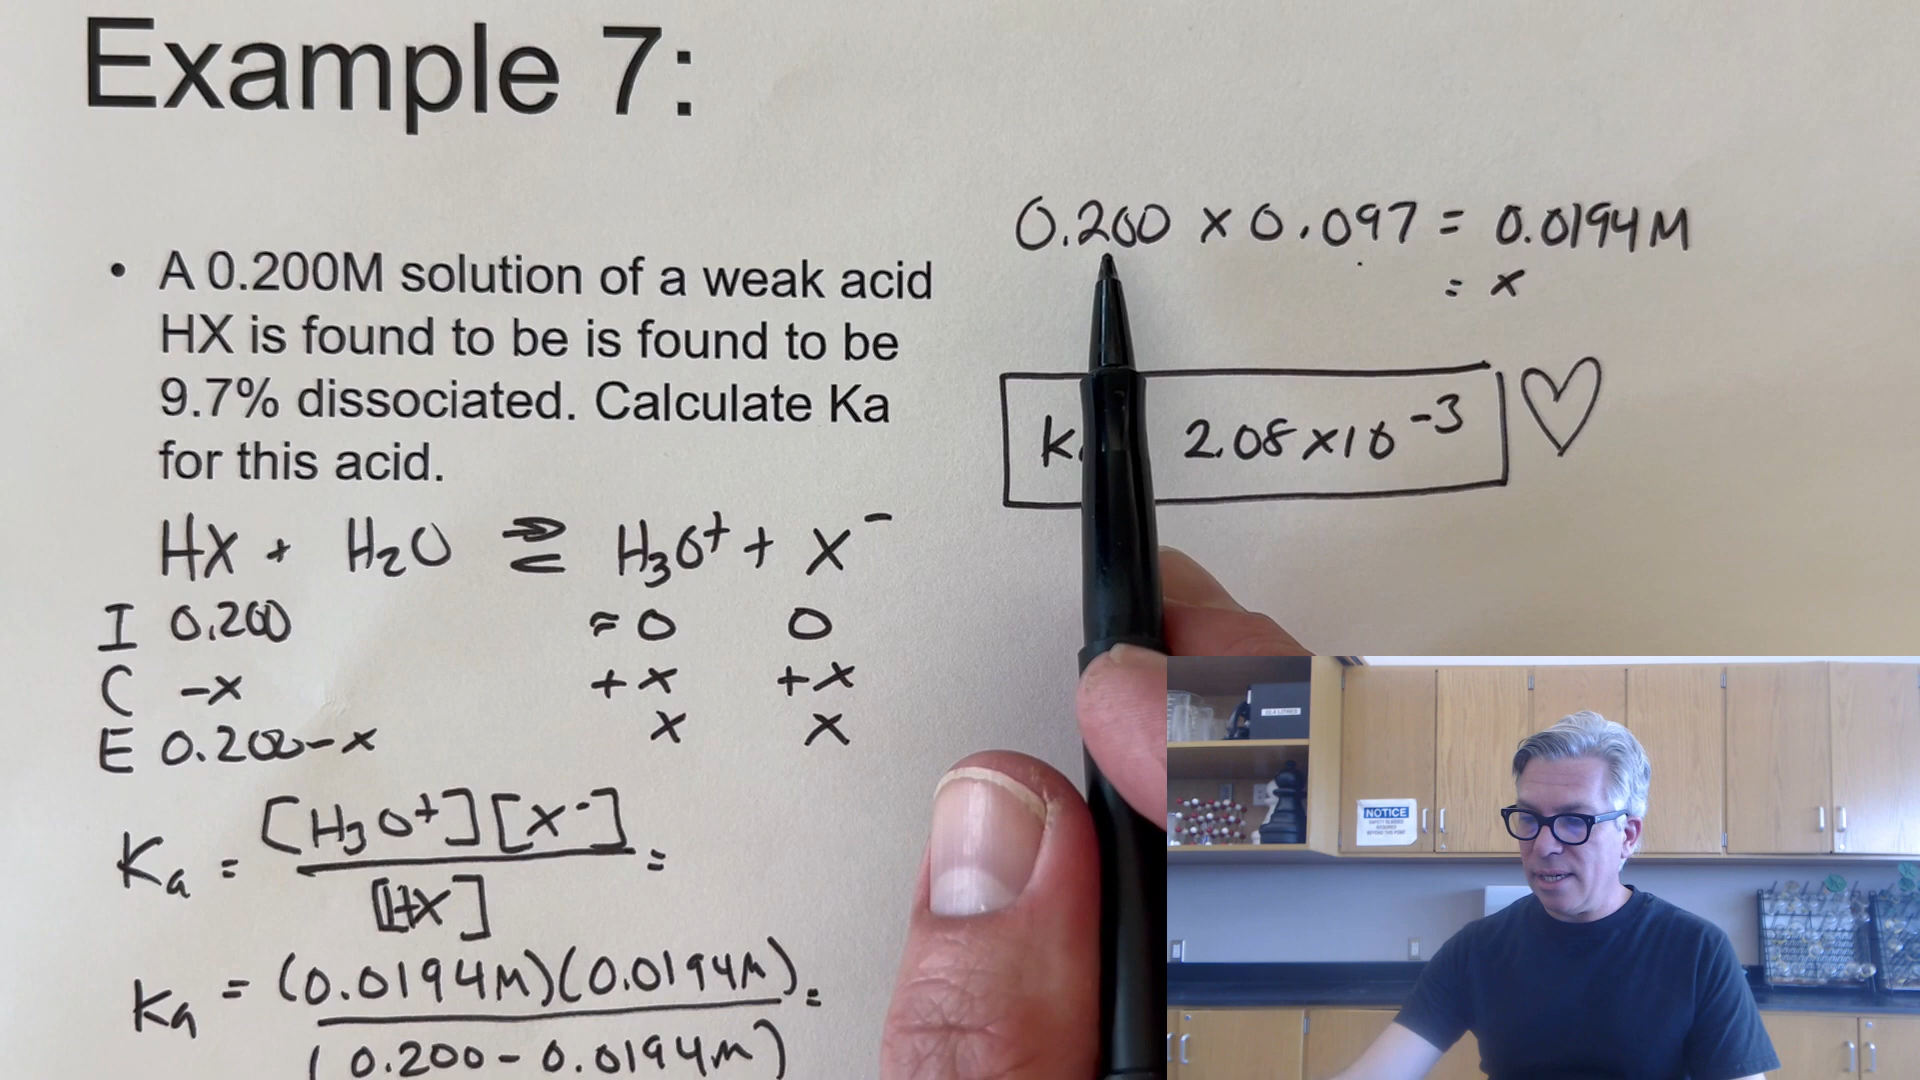 Example 7:
• A 0.200M solution of a weak acid
HX is found to be is found to be
9.7% dissociated. Calculate Ka
for this acid.
HX + H₂O ⇌ H₃O⁺ + X⁻
I 0.200 ≈0 0
C -x +x +x
E 0.200-x x x
Ka = [H₃O⁺][X⁻] =
[HX]
Ka = (0.0194M)(0.0194M) =
(0.200 - 0.0194M)
0.200 x 0.097 = 0.0194M
= x
K 2.08x10⁻³
NOTICE